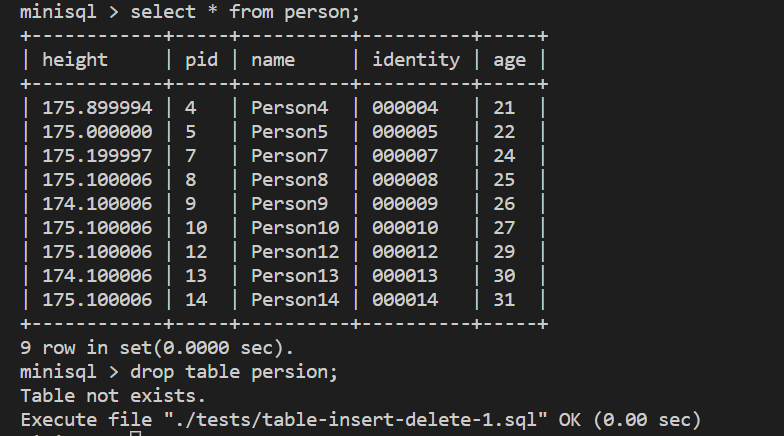 minisql > select * from person;
+------------+-----+----------+----------+-----+
| height     | pid | name     | identity | age |
+------------+-----+----------+----------+-----+
| 175.899994 | 4   | Person4  | 000004   | 21  |
| 175.000000 | 5   | Person5  | 000005   | 22  |
| 175.199997 | 7   | Person7  | 000007   | 24  |
| 175.100006 | 8   | Person8  | 000008   | 25  |
| 174.100006 | 9   | Person9  | 000009   | 26  |
| 175.100006 | 10  | Person10 | 000010   | 27  |
| 175.100006 | 12  | Person12 | 000012   | 29  |
| 174.100006 | 13  | Person13 | 000013   | 30  |
| 175.100006 | 14  | Person14 | 000014   | 31  |
+------------+-----+----------+----------+-----+
9 row in set(0.0000 sec).
minisql > drop table persion;
Table not exists.
Execute file "./tests/table-insert-delete-1.sql" OK (0.00 sec)